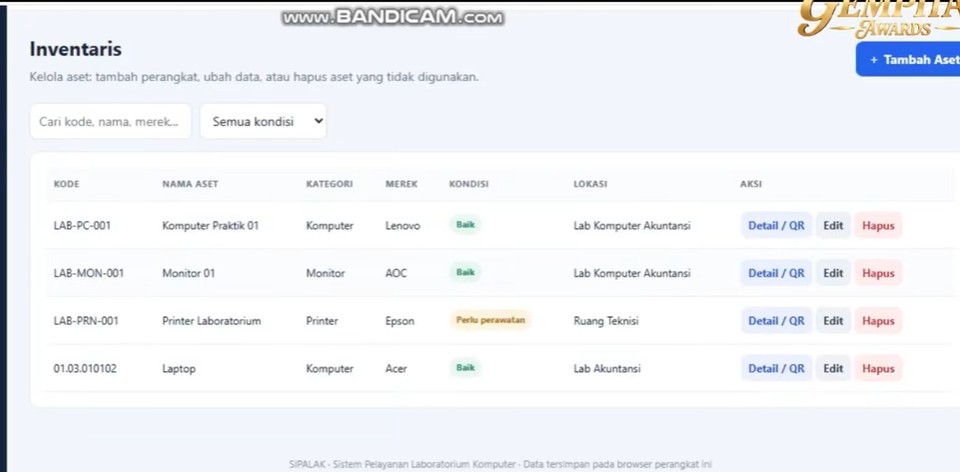 www.BANDICAM.com
GEMPITA
AWARDS
Inventaris
Kelola aset: tambah perangkat, ubah data, atau hapus aset yang tidak digunakan.
+ Tambah Aset
Cari kode, nama, merek... Semua kondisi
KODE NAMA ASET KATEGORI MEREK KONDISI LOKASI AKSI
LAB-PC-001 Komputer Praktik 01 Komputer Lenovo Baik Lab Komputer Akuntansi Detail / QR Edit Hapus
LAB-MON-001 Monitor 01 Monitor AOC Baik Lab Komputer Akuntansi Detail / QR Edit Hapus
LAB-PRN-001 Printer Laboratorium Printer Epson Perlu perawatan Ruang Teknisi Detail / QR Edit Hapus
01.03.010102 Laptop Komputer Acer Baik Lab Akuntansi Detail / QR Edit Hapus
SIPALAK - Sistem Pelayanan Laboratorium Komputer - Data tersimpan pada browser perangkat ini